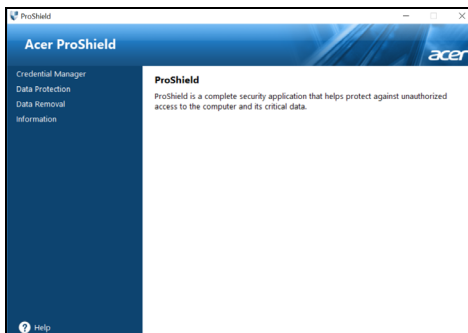 ProShield
Acer ProShield
acer
Credential Manager
Data Protection
Data Removal
Information
ProShield
ProShield is a complete security application that helps protect against unauthorized
access to the computer and its critical data.
Help